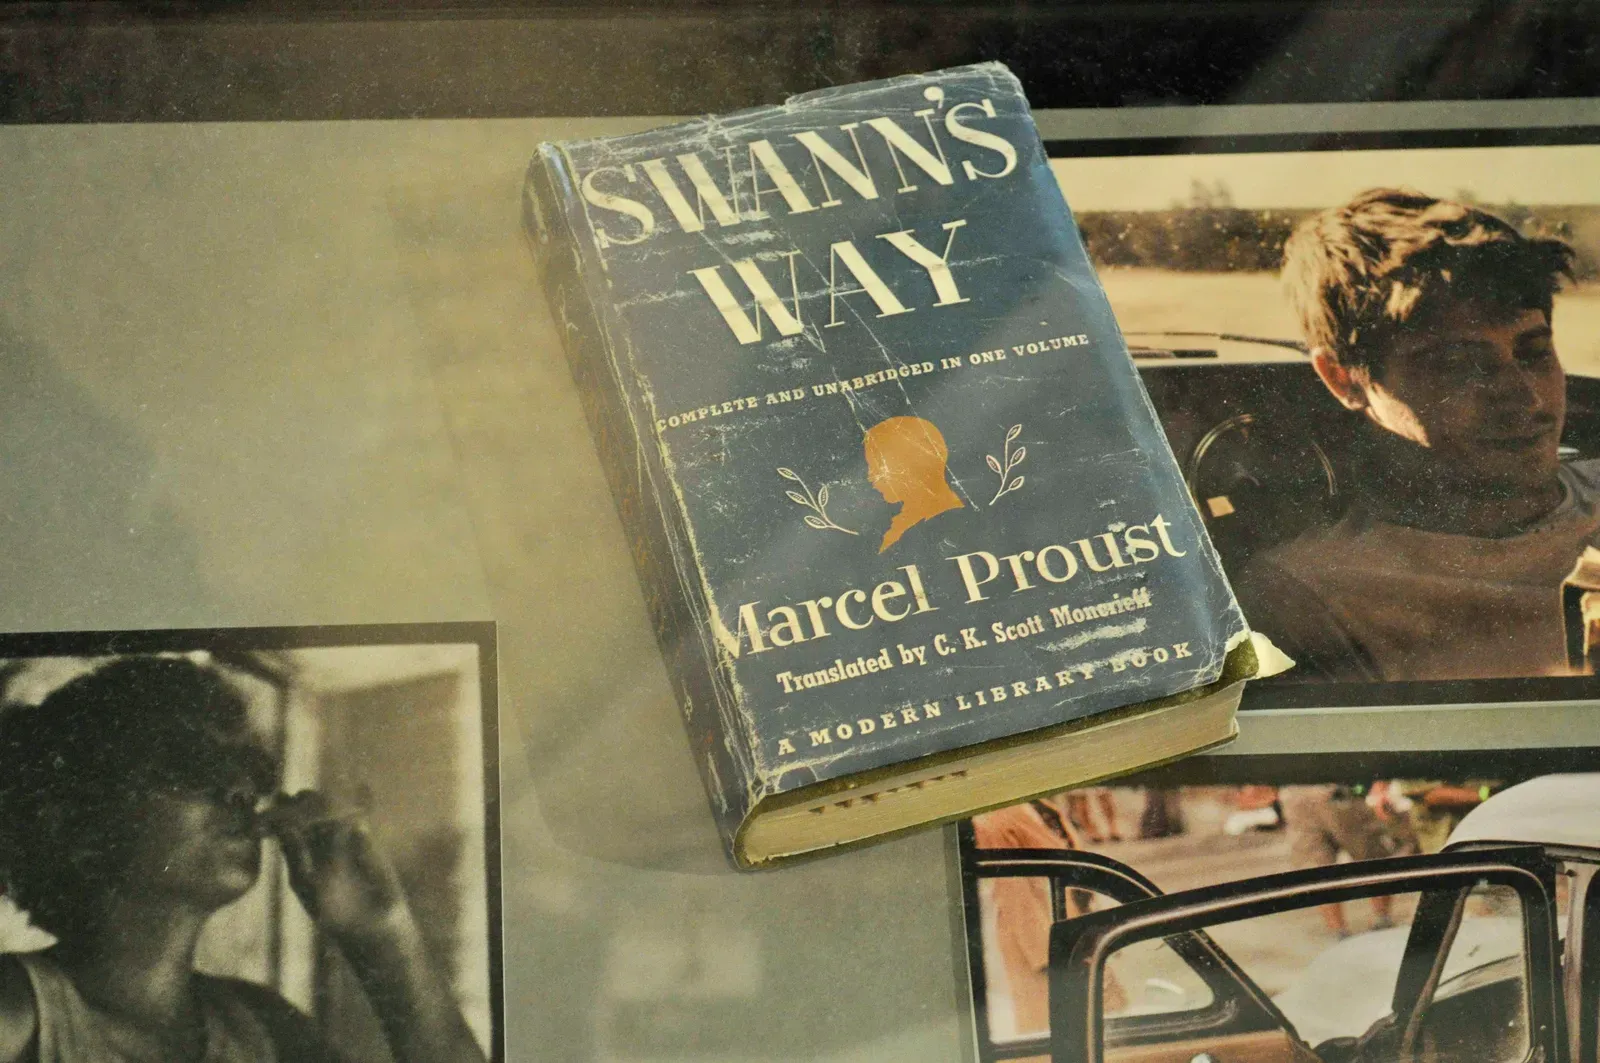 SWANN'S
WAY
COMPLETE AND UNABRIDGED IN ONE VOLUME
Marcel Proust
Translated by C. K. Scott Moncrieff
A MODERN LIBRARY BOOK